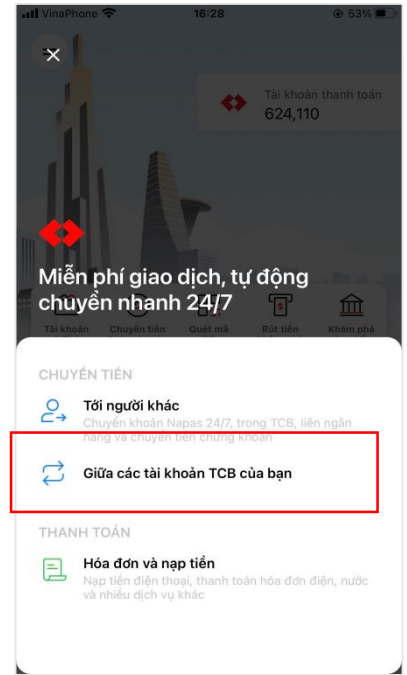 VinaPhone
16:28
53%
Tài khoản thanh toán
624,110
Miễn phí giao dịch, tự động
chuyển nhanh 24/7
Tài khoản
Chuyển tiền
Quét mã
Rút tiền
Khám phá
CHUYỂN TIỀN
Tới người khác
Chuyển khoản Napas 24/7, trong TCB, liên ngân
hàng và chuyển tiền chứng khoán
Giữa các tài khoản TCB của bạn
THANH TOÁN
Hóa đơn và nạp tiền
Nạp tiền điện thoại, thanh toán hóa đơn điện, nước
và nhiều dịch vụ khác